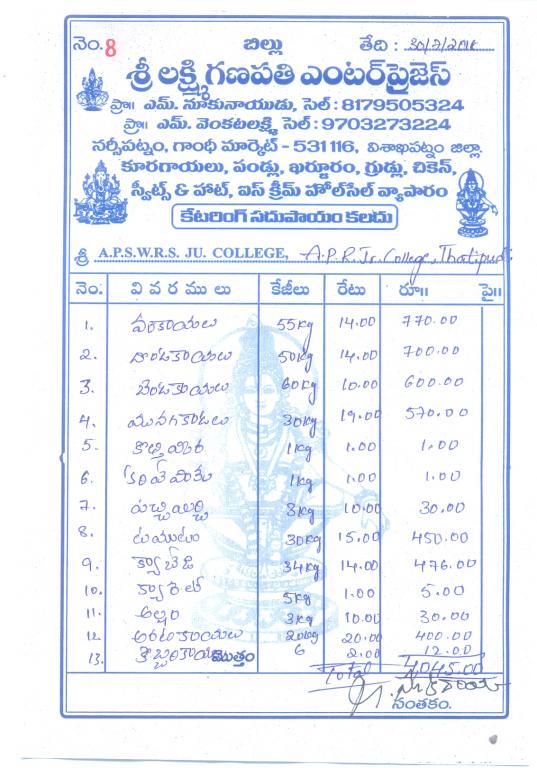 నెం. 8 బిల్లు తేది : 30/7/2016
శ్రీ లక్ష్మిగణపతి ఎంటర్‌ప్రైజెస్
ప్రొ॥ ఎమ్. నూకునాయుడు, సెల్ : 8179505324
ప్రొ॥ ఎమ్. వెంకటలక్ష్మి సెల్ : 9703273224
నర్సీపట్నం, గాంధీ మార్కెట్ - 531116, విశాఖపట్నం జిల్లా
కూరగాయలు, పండ్లు, ఖర్జూరం, గ్రుడ్లు, చికెన్,
స్వీట్స్ & హాట్, ఐస్ క్రీమ్ హోల్‌సేల్ వ్యాపారం
కేటరింగ్ సదుపాయం కలదు
శ్రీ A.P.S.W.R.S. JU. COLLEGE, A.P.R. Jr. College, Thatipudi
నెం. వివరములు కేజీలు రేటు రూ॥ పై॥
1. వంకాయలు 55kg 14.00 770.00
2. దొండకాయలు 50kg 14.00 700.00
3. బెండకాయలు 60kg 10.00 600.00
4. మునగకాడలు 30kg 19.00 570.00
5. కొత్తిమీర 1kg 1.00 1.00
6. కరివేపాకు 1kg 1.00 1.00
7. పచ్చిమిర్చి 3kg 10.00 30.00
8. టమాటం 30kg 15.00 450.00
9. క్యాబేజి 34kg 14.00 476.00
10. క్యారెట్ 5kg 1.00 5.00
11. అల్లం 3kg 10.00 30.00
12. అరటికాయలు 20kg 20.00 400.00
13. కొబ్బరికాయ 6 2.00 12.00
మొత్తం Total 4,045.00
సంతకం.